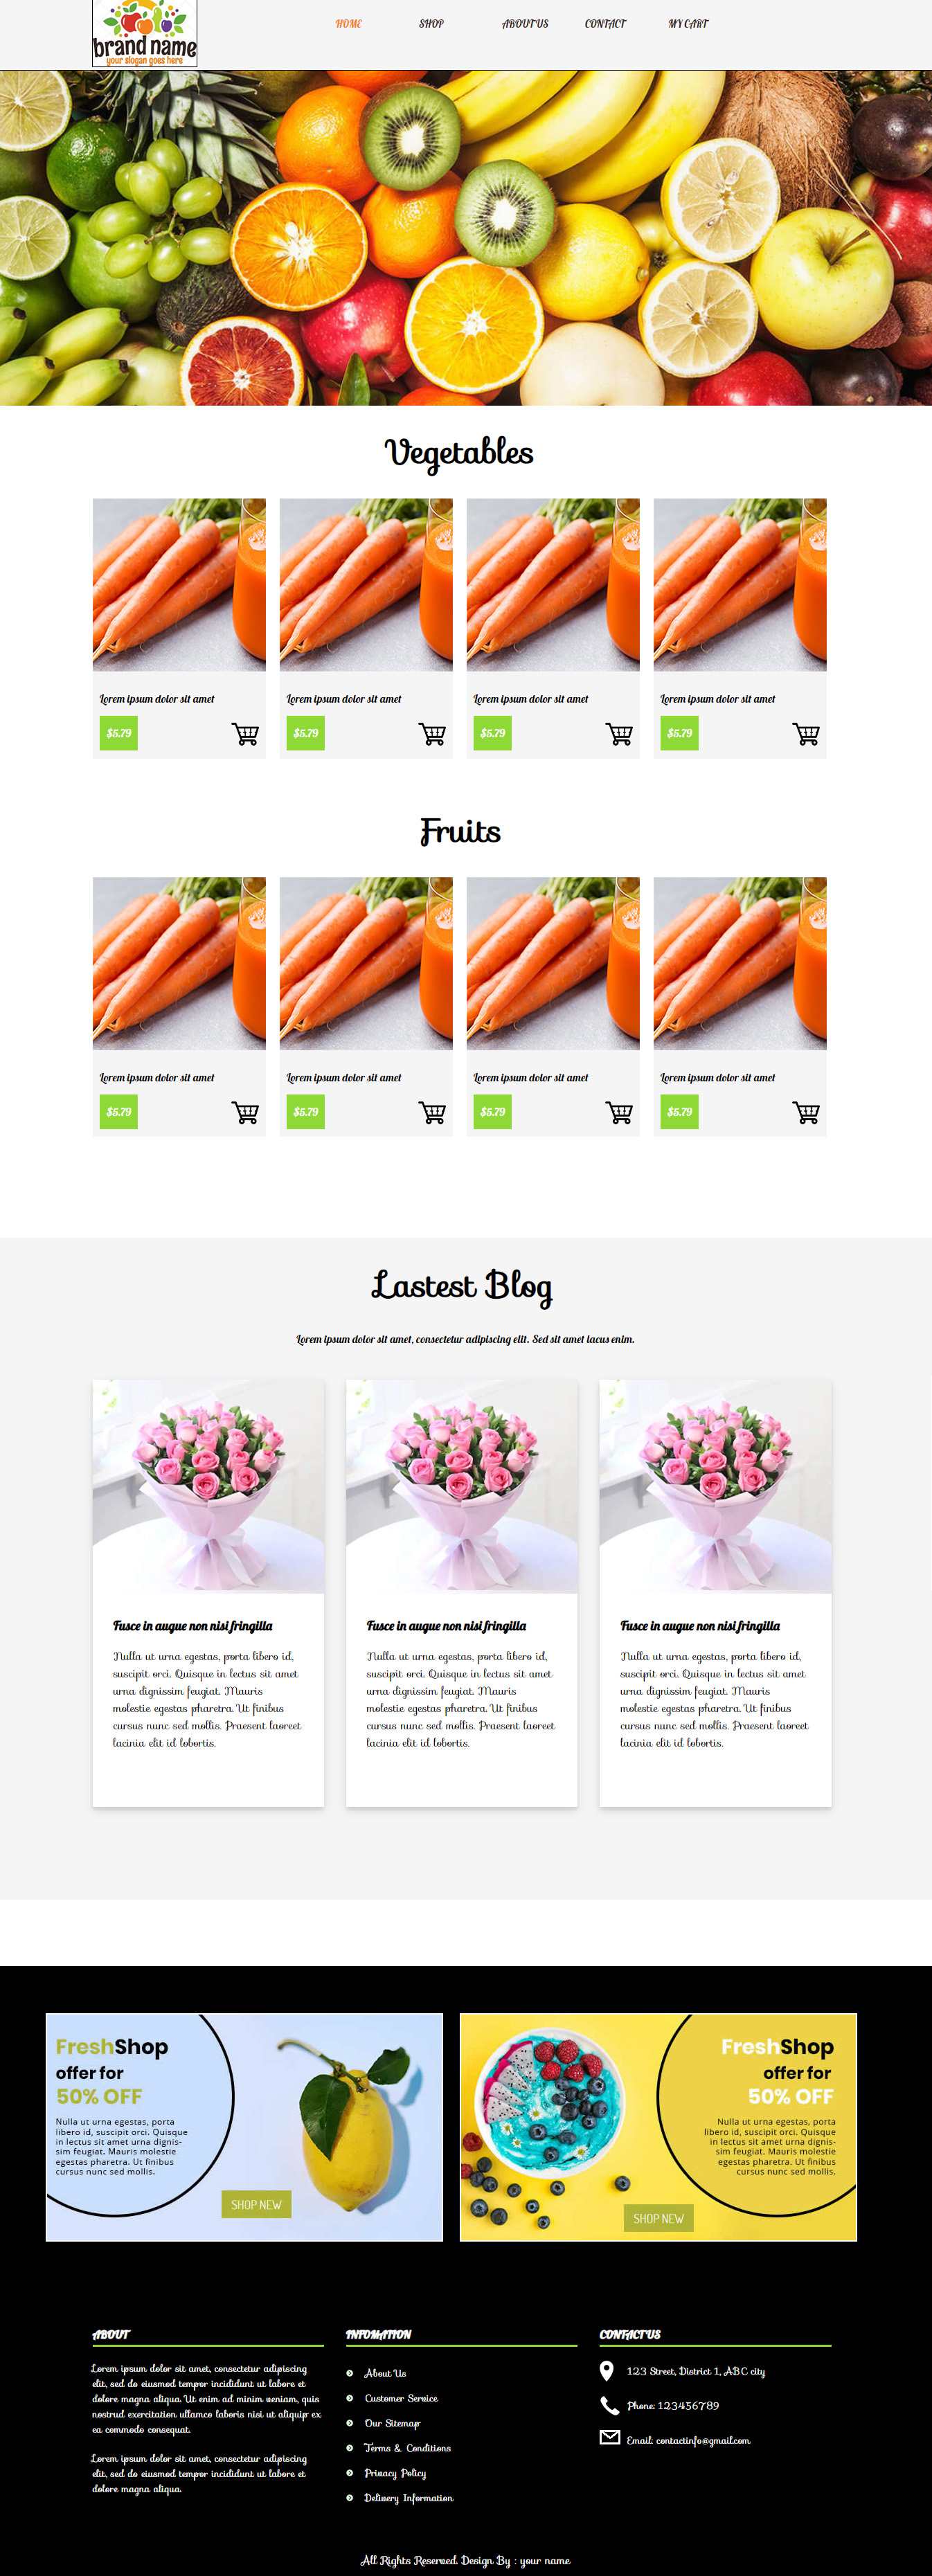 brand name
your slogan goes here
HOME SHOP ABOUT US CONTACT MY CART
Vegetables
Lorem ipsum dolor sit amet Lorem ipsum dolor sit amet Lorem ipsum dolor sit amet Lorem ipsum dolor sit amet
$5.79 $5.79 $5.79 $5.79
Fruits
Lorem ipsum dolor sit amet Lorem ipsum dolor sit amet Lorem ipsum dolor sit amet Lorem ipsum dolor sit amet
$5.79 $5.79 $5.79 $5.79
Lastest Blog
Lorem ipsum dolor sit amet, consectetur adipiscing elit. Sed sit amet lacus enim.
Fusce in augue non nisi fringilla
Nulla ut urna egestas, porta libero id,
suscipit orci. Quisque in lectus sit amet
urna dignissim feugiat. Mauris
molestie egestas pharetra. Ut finibus
cursus nunc sed mollis. Praesent laoreet
lacinia elit id lobortis.
Fusce in augue non nisi fringilla
Nulla ut urna egestas, porta libero id,
suscipit orci. Quisque in lectus sit amet
urna dignissim feugiat. Mauris
molestie egestas pharetra. Ut finibus
cursus nunc sed mollis. Praesent laoreet
lacinia elit id lobortis.
Fusce in augue non nisi fringilla
Nulla ut urna egestas, porta libero id,
suscipit orci. Quisque in lectus sit amet
urna dignissim feugiat. Mauris
molestie egestas pharetra. Ut finibus
cursus nunc sed mollis. Praesent laoreet
lacinia elit id lobortis.
FreshShop
offer for
50% OFF
Nulla ut urna egestas, porta
libero id, suscipit orci. Quisque
in lectus sit amet urna dignis-
sim feugiat. Mauris molestie
egestas pharetra. Ut finibus
cursus nunc sed mollis.
SHOP NEW
FreshShop
offer for
50% OFF
Nulla ut urna egestas, porta
libero id, suscipit orci. Quisque
in lectus sit amet urna dignis-
sim feugiat. Mauris molestie
egestas pharetra. Ut finibus
cursus nunc sed mollis.
SHOP NEW
ABOUT
Lorem ipsum dolor sit amet, consectetur adipiscing
elit, sed do eiusmod tempor incididunt ut labore et
dolore magna aliqua. Ut enim ad minim veniam, quis
nostrud exercitation ullamco laboris nisi ut aliquip ex
ea commodo consequat.
Lorem ipsum dolor sit amet, consectetur adipiscing
elit, sed do eiusmod tempor incididunt ut labore et
dolore magna aliqua.
INFOMATION
About Us
Customer Service
Our Sitemap
Terms & Conditions
Privacy Policy
Delivery Information
CONTACT US
123 Street, District 1, ABC city
Phone: 123456789
Email: contactinfo@gmail.com
All Rights Reserved. Design By : your name